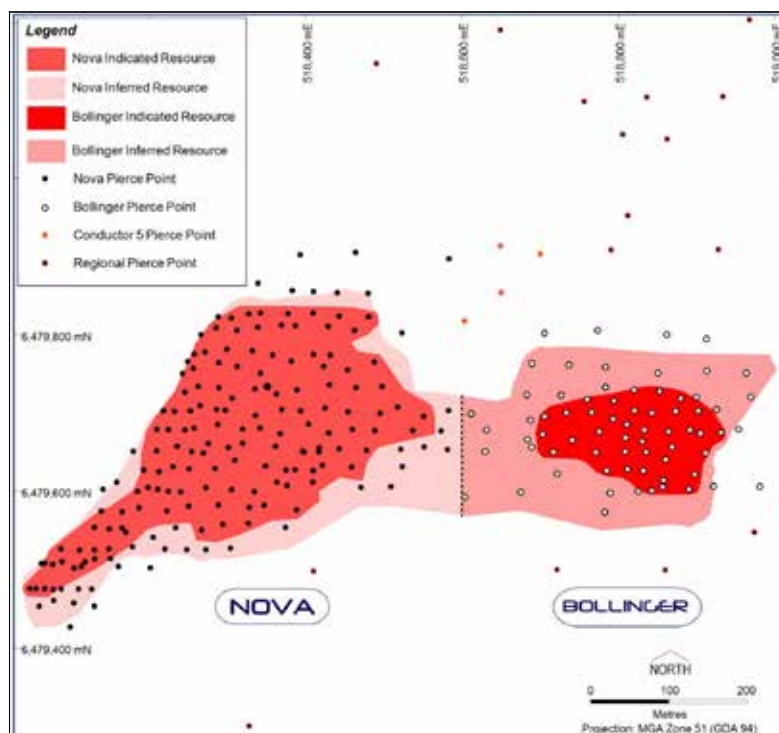 Legend
Nova Indicated Resource
Nova Inferred Resource
Bollinger Indicated Resource
Bollinger Inferred Resource
Nova Pierce Point
Bollinger Pierce Point
Conductor 5 Pierce Point
Regional Pierce Point
518,400 mE
518,600 mE
518,800 mE
519,000 mE
6,479,800 mN
6,479,600 mN
6,479,400 mN
NOVA
BOLLINGER
NORTH
0 100 200
Metres
Projection: MGA Zone 51 (GDA 94)